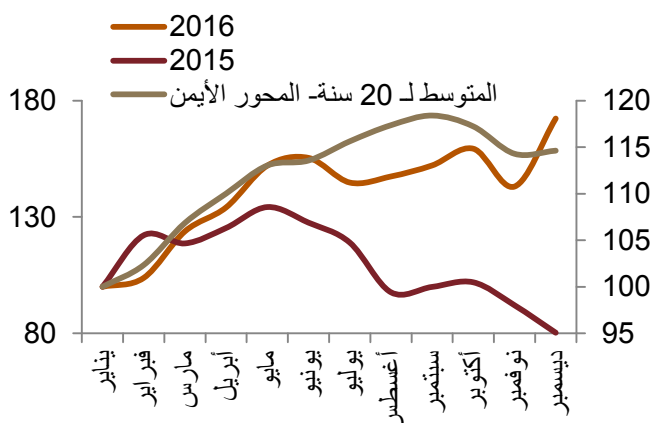 2016
2015
المتوسط لـ 20 سنة- المحور الأيمن
180
130
80
120
115
110
105
100
95
يناير
فبراير
مارس
أبريل
مايو
يونيو
يوليو
أغسطس
سبتمبر
أكتوبر
نوفمبر
ديسمبر